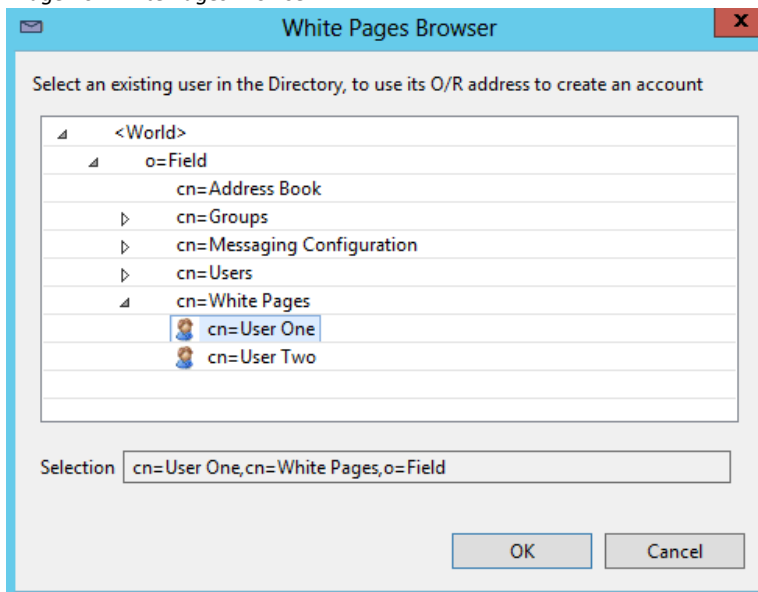 White Pages Browser
x
Select an existing user in the Directory, to use its O/R address to create an account
<World>
o=Field
cn=Address Book
cn=Groups
cn=Messaging Configuration
cn=Users
cn=White Pages
cn=User One
cn=User Two
Selection cn=User One,cn=White Pages,o=Field
OK Cancel